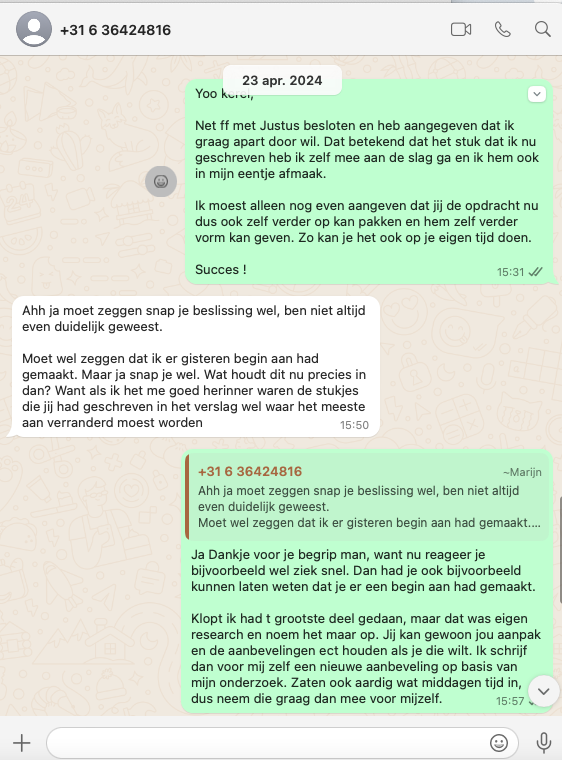 +31 6 36424816
23 apr. 2024
Yoo kerel,
Net ff met Justus besloten en heb aangegeven dat ik
graag apart door wil. Dat betekend dat het stuk dat ik nu
geschreven heb ik zelf mee aan de slag ga en ik hem ook
in mijn eentje afmaak.
Ik moest alleen nog even aangeven dat jij de opdracht nu
dus ook zelf verder op kan pakken en hem zelf verder
vorm kan geven. Zo kan je het ook op je eigen tijd doen.
Succes !
15:31
Ahh ja moet zeggen snap je beslissing wel, ben niet altijd
even duidelijk geweest.
Moet wel zeggen dat ik er gisteren begin aan had
gemaakt. Maar ja snap je wel. Wat houdt dit nu precies in
dan? Want als ik het me goed herinner waren de stukjes
die jij had geschreven in het verslag wel waar het meeste
aan verranderd moest worden
15:50
+31 6 36424816
~Marijn
Ahh ja moet zeggen snap je beslissing wel, ben niet altijd
even duidelijk geweest.
Moet wel zeggen dat ik er gisteren begin aan had gemaakt....
Ja Dankje voor je begrip man, want nu reageer je
bijvoorbeeld wel ziek snel. Dan had je ook bijvoorbeeld
kunnen laten weten dat je er een begin aan had gemaakt.
Klopt ik had t grootste deel gedaan, maar dat was eigen
research en noem het maar op. Jij kan gewoon jou aanpak
en de aanbevelingen ect houden als je die wilt. Ik schrijf
dan voor mij zelf een nieuwe aanbeveling op basis van
mijn onderzoek. Zaten ook aardig wat middagen tijd in,
dus neem die graag dan mee voor mijzelf.
15:57